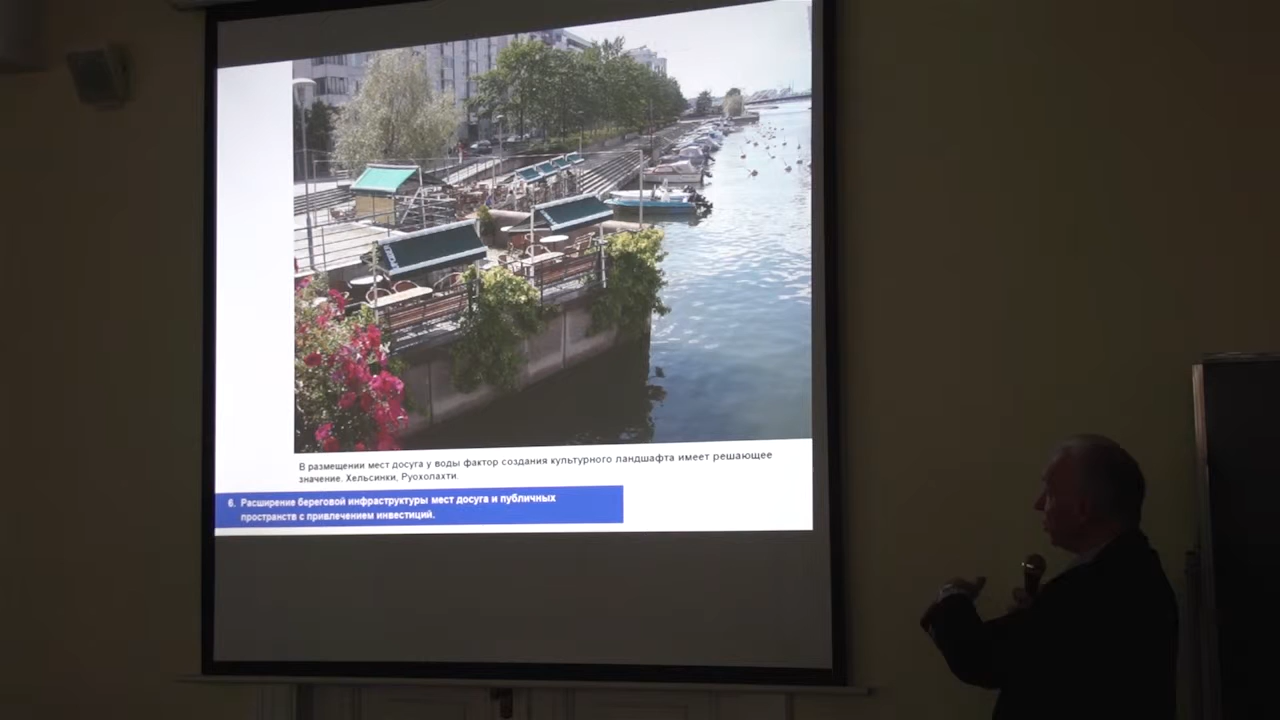 В размещении мест досуга у воды фактор создания культурного ландшафта имеет решающее
значение. Хельсинки, Руохолахти.
6. Расширение береговой инфраструктуры мест досуга и публичных
пространств с привлечением инвестиций.